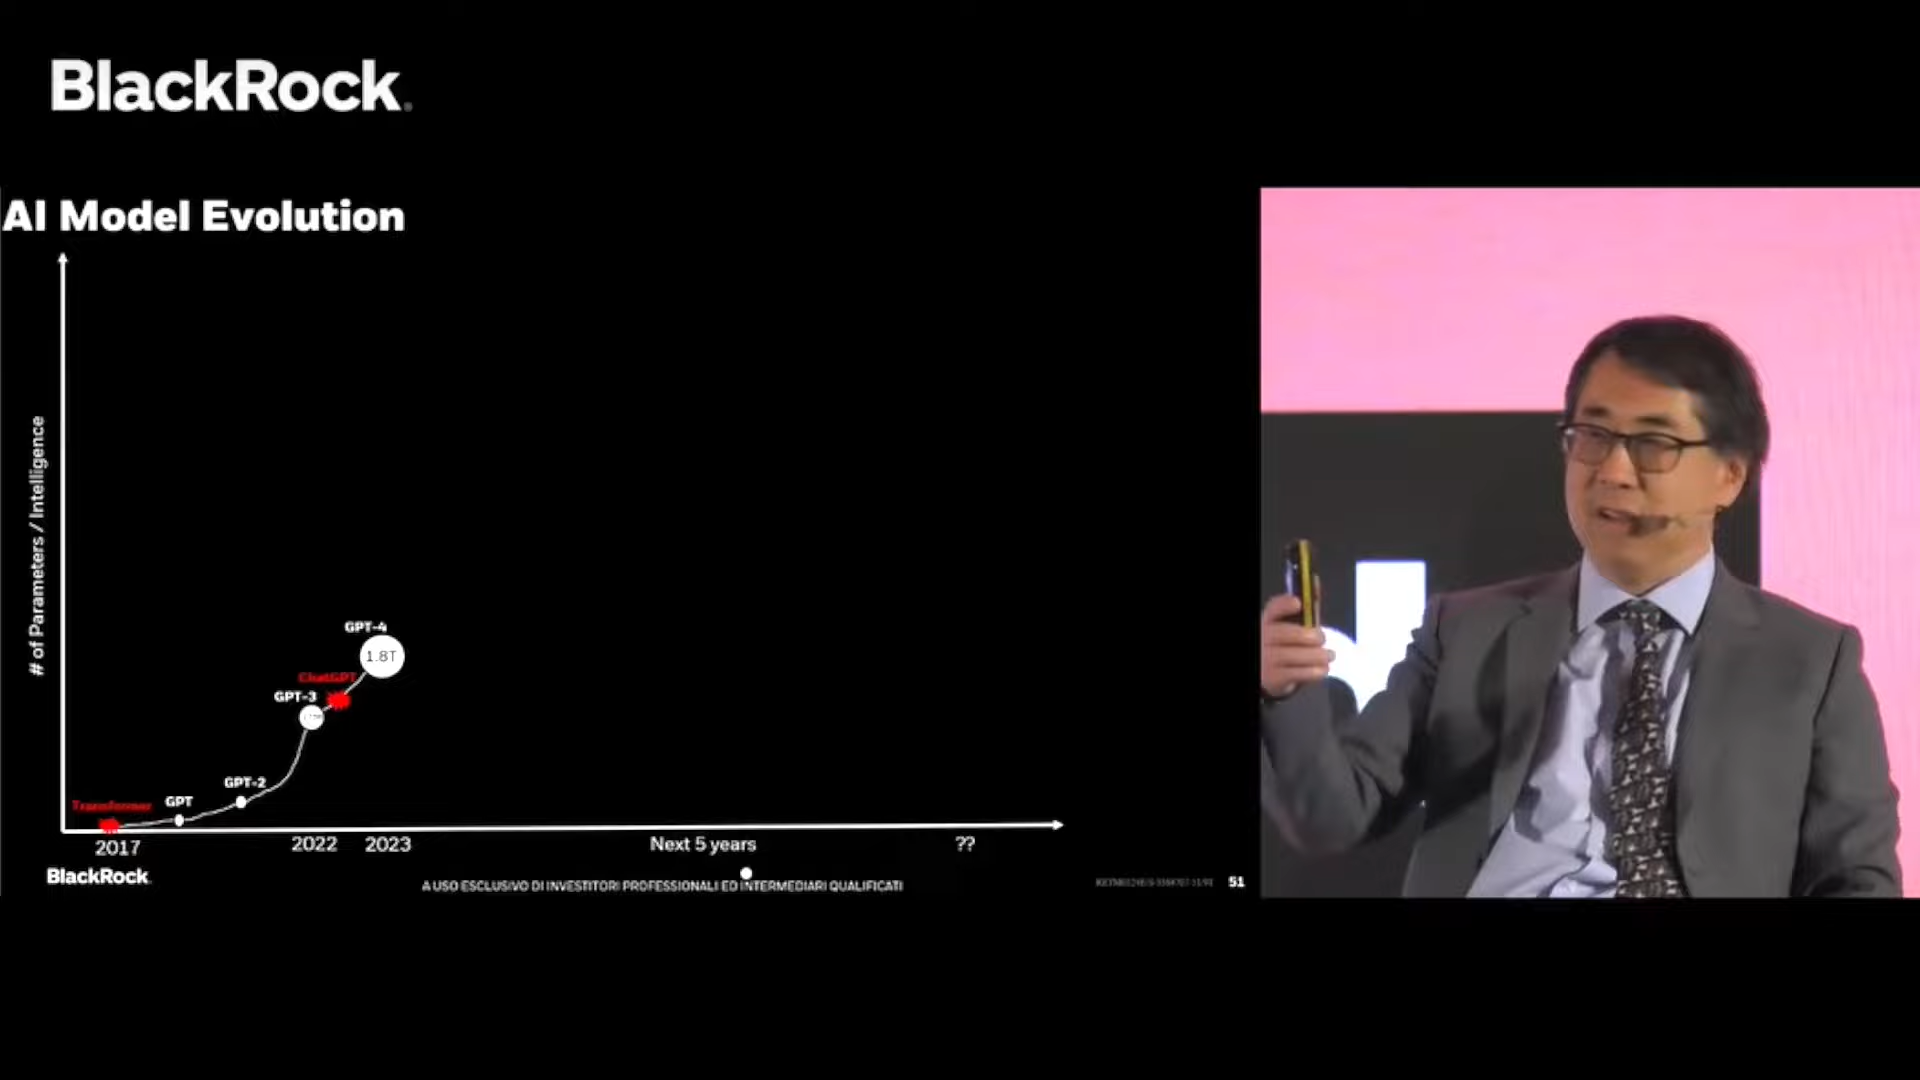 BlackRock.
AI Model Evolution
# of Parameters / Intelligence
GPT-4
1.8T
ChatGPT
GPT-3
GPT-2
GPT
Transformer
2017
2022
2023
Next 5 years
??
BlackRock
A USO ESCLUSIVO DI INVESTITORI PROFESSIONALI ED INTERMEDIARI QUALIFICATI
51